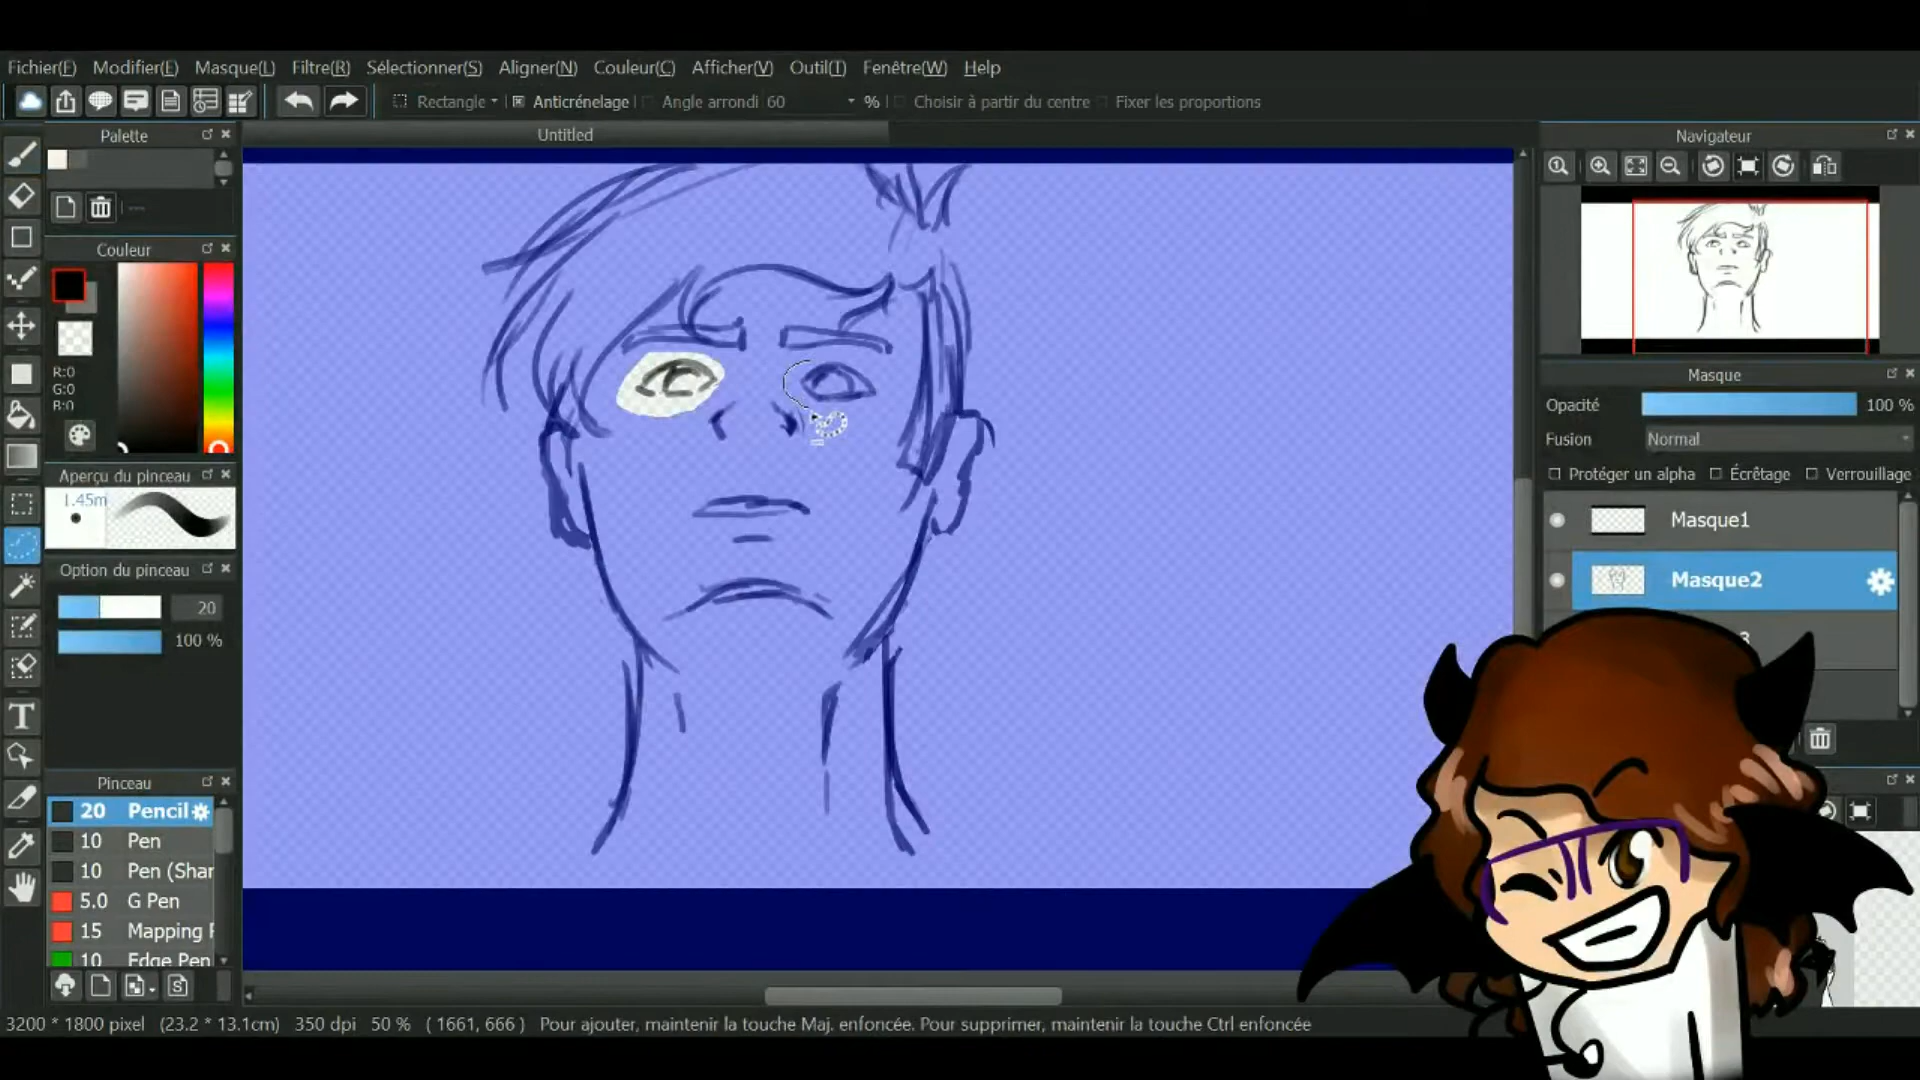 Fichier(F) Modifier(E) Masque(L) Filtre(R) Sélectionner(S) Aligner(N) Couleur(C) Afficher(V) Outil(T) Fenêtre(W) Help
Rectangle Anticrénelage Angle arrondi 60 % Choisir à partir du centre Fixer les proportions
Palette
Untitled
Navigateur
---
Couleur
R:0
G:0
B:0
Aperçu du pinceau
1.45m
Option du pinceau
20
100 %
Pinceau
20 Pencil
10 Pen
10 Pen (Shar
5.0 G Pen
15 Mapping
10 Edge Pen
Masque
Opacité 100 %
Fusion Normal
Protéger un alpha Écrêtage Verrouillage
Masque1
Masque2
3
3200 * 1800 pixel (23.2 * 13.1cm) 350 dpi 50 % ( 1661, 666 ) Pour ajouter, maintenir la touche Maj. enfoncée. Pour supprimer, maintenir la touche Ctrl enfoncée